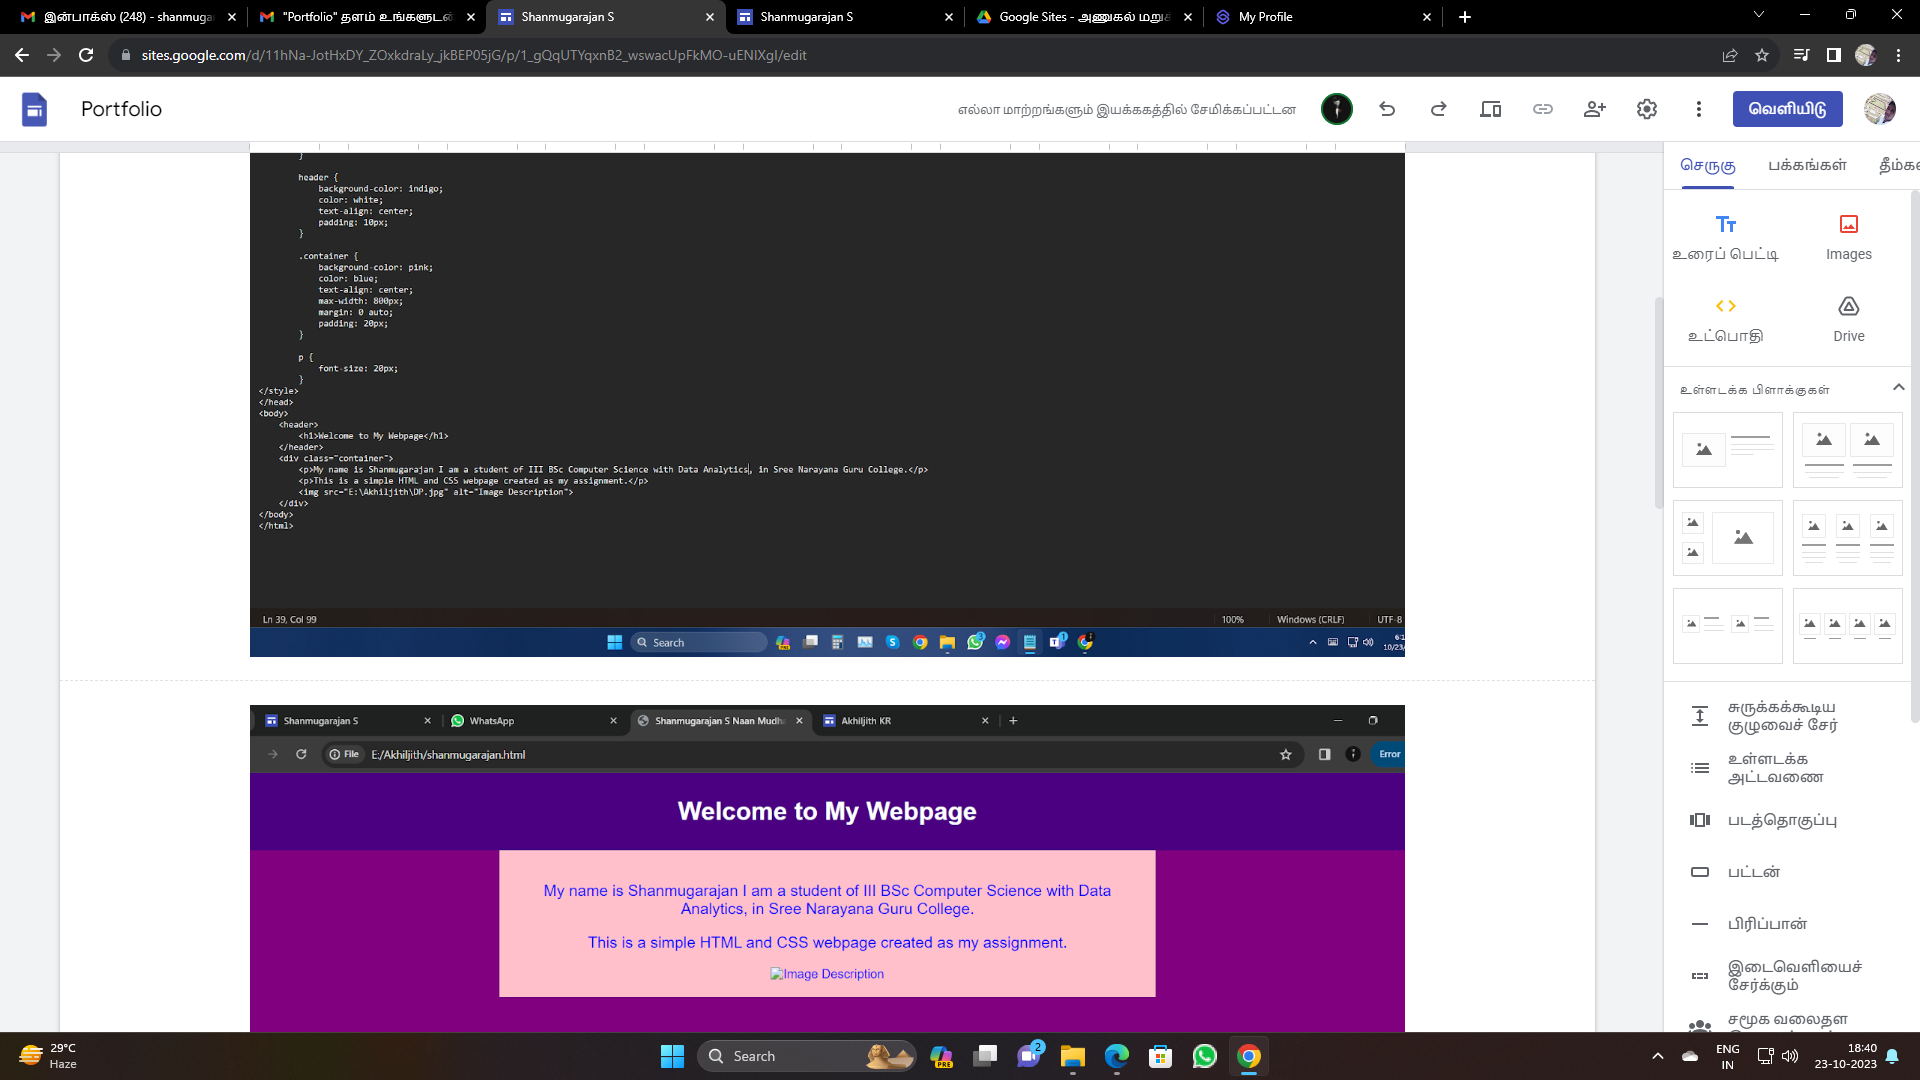 இன்பாக்ஸ் (248) - shanmugar
"Portfolio" தளம் உங்களுடன்
Shanmugarajan S
Shanmugarajan S
Google Sites - அணுகல் மறுக்
My Profile
sites.google.com/d/11hNa-JotHxDY_ZOxkdraLy_jkBEP05jG/p/1_gQqUTYqxnB2_wswacUpFkMO-uENlXgI/edit
Portfolio
எல்லா மாற்றங்களும் இயக்ககத்தில் சேமிக்கப்பட்டன
வெளியிடு
}
header {
background-color: indigo;
color: white;
text-align: center;
padding: 10px;
}
.container {
background-color: pink;
color: blue;
text-align: center;
max-width: 800px;
margin: 0 auto;
padding: 20px;
}
p {
font-size: 20px;
}
</style>
</head>
<body>
<header>
<h1>Welcome to My Webpage</h1>
</header>
<div class="container">
<p>My name is Shanmugarajan I am a student of III BSc Computer Science with Data Analytics, in Sree Narayana Guru College.</p>
<p>This is a simple HTML and CSS webpage created as my assignment.</p>
<img src="E:\Akhiljith\DP.jpg" alt="Image Description">
</div>
</body>
</html>
Ln 39, Col 99
100%
Windows (CRLF)
UTF-8
Search
10/23/
Shanmugarajan S
WhatsApp
Shanmugarajan S Naan Mudha
Akhiljith KR
File
E:/Akhiljith/shanmugarajan.html
Error
Welcome to My Webpage
My name is Shanmugarajan I am a student of III BSc Computer Science with Data
Analytics, in Sree Narayana Guru College.
This is a simple HTML and CSS webpage created as my assignment.
Image Description
செருகு
பக்கங்கள்
தீம்கள
உரைப் பெட்டி
Images
உட்பொதி
Drive
உள்ளடக்க பிளாக்குகள்
சுருக்கக்கூடிய
குழுவைச் சேர்
உள்ளடக்க
அட்டவணை
படத்தொகுப்பு
பட்டன்
பிரிப்பான்
இடைவெளியைச்
சேர்க்கும்
சமூக வலைதள
29°C
Haze
Search
PRE
2
ENG
IN
18:40
23-10-2023